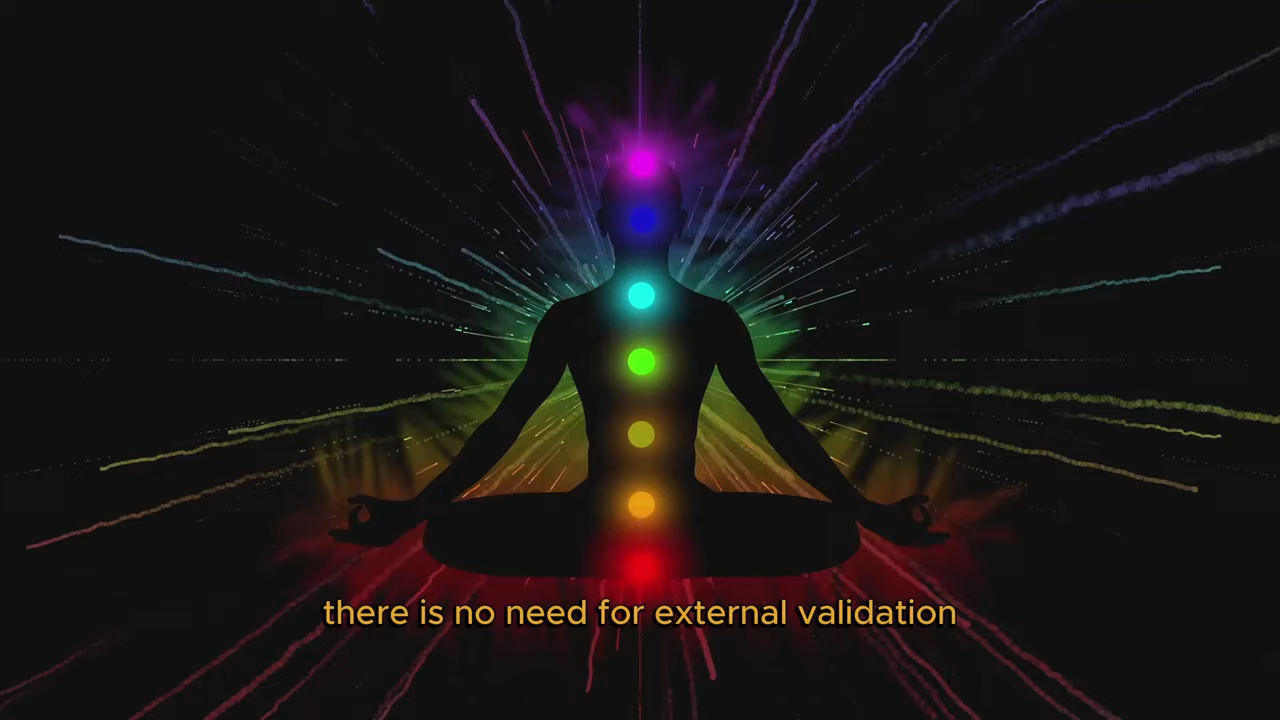 there is no need for external validation